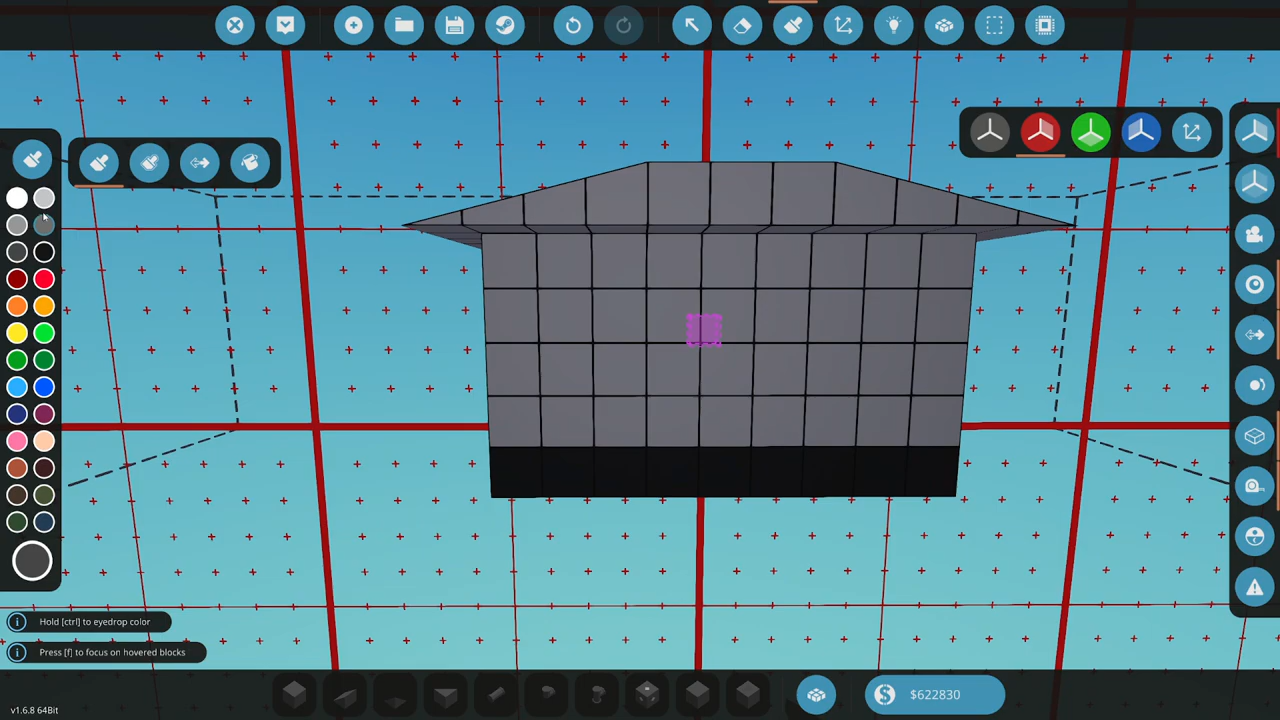 Hold [ctrl] to eyedrop color
Press [f] to focus on hovered blocks
$622830
v1.6.8 64Bit